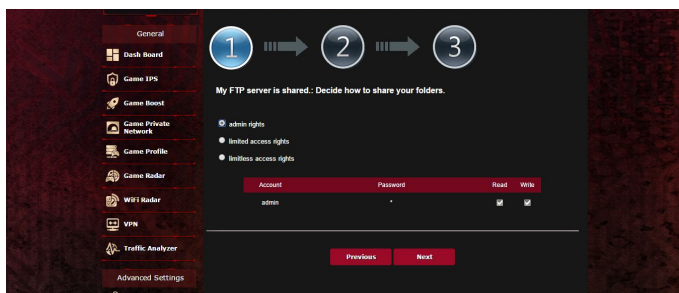 General
Dash Board
Game IPS
Game Boost
Game Private
Network
Game Profile
Game Radar
WiFi Radar
VPN
Traffic Analyzer
Advanced Settings
1
2
3
My FTP server is shared.: Decide how to share your folders.
admin rights
limited access rights
limitless access rights
Account Password Read Write
admin *
Previous Next